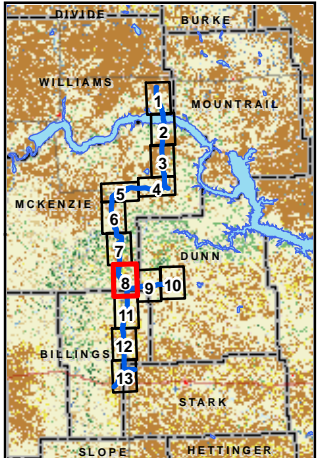 DIVIDE
BURKE
WILLIAMS
1
MOUNTRAIL
2
3
4
5
MCKENZIE
6
7
DUNN
8
9
10
11
BILLINGS
12
13
STARK
SLOPE
HETTINGER